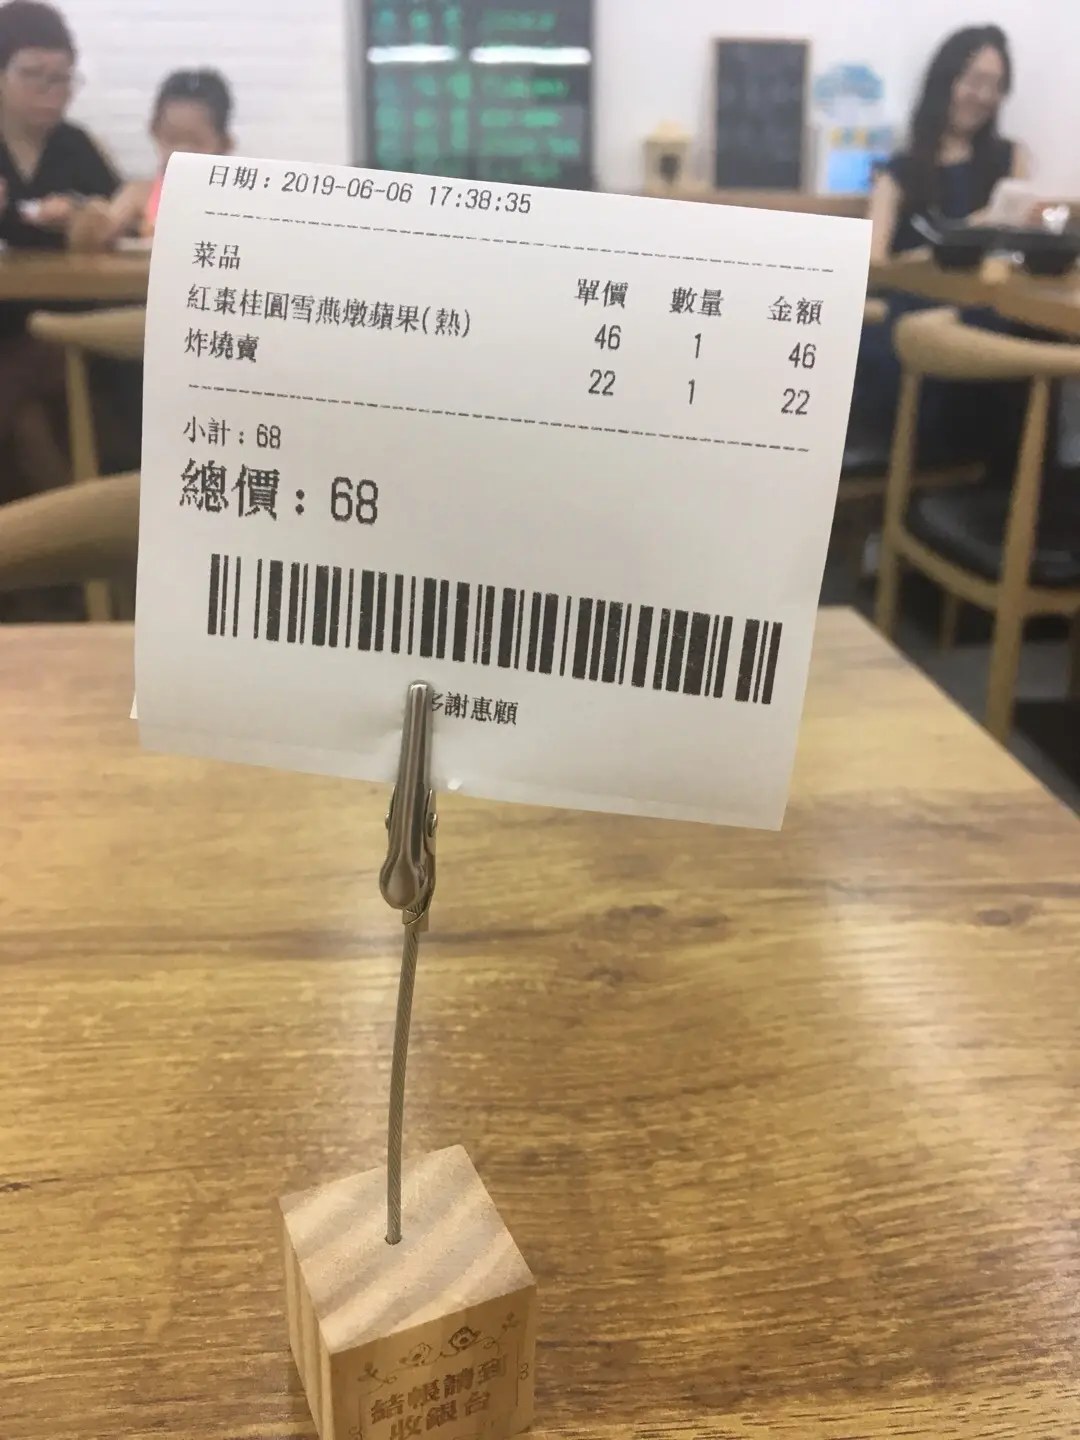 日期：2019-06-06 17:38:35
菜品 單價 數量 金額
紅棗桂圓雪燕燉蘋果(熱) 46 1 46
炸燒賣 22 1 22
小計：68
總價：68
多謝惠顧
結帳請到
收銀台